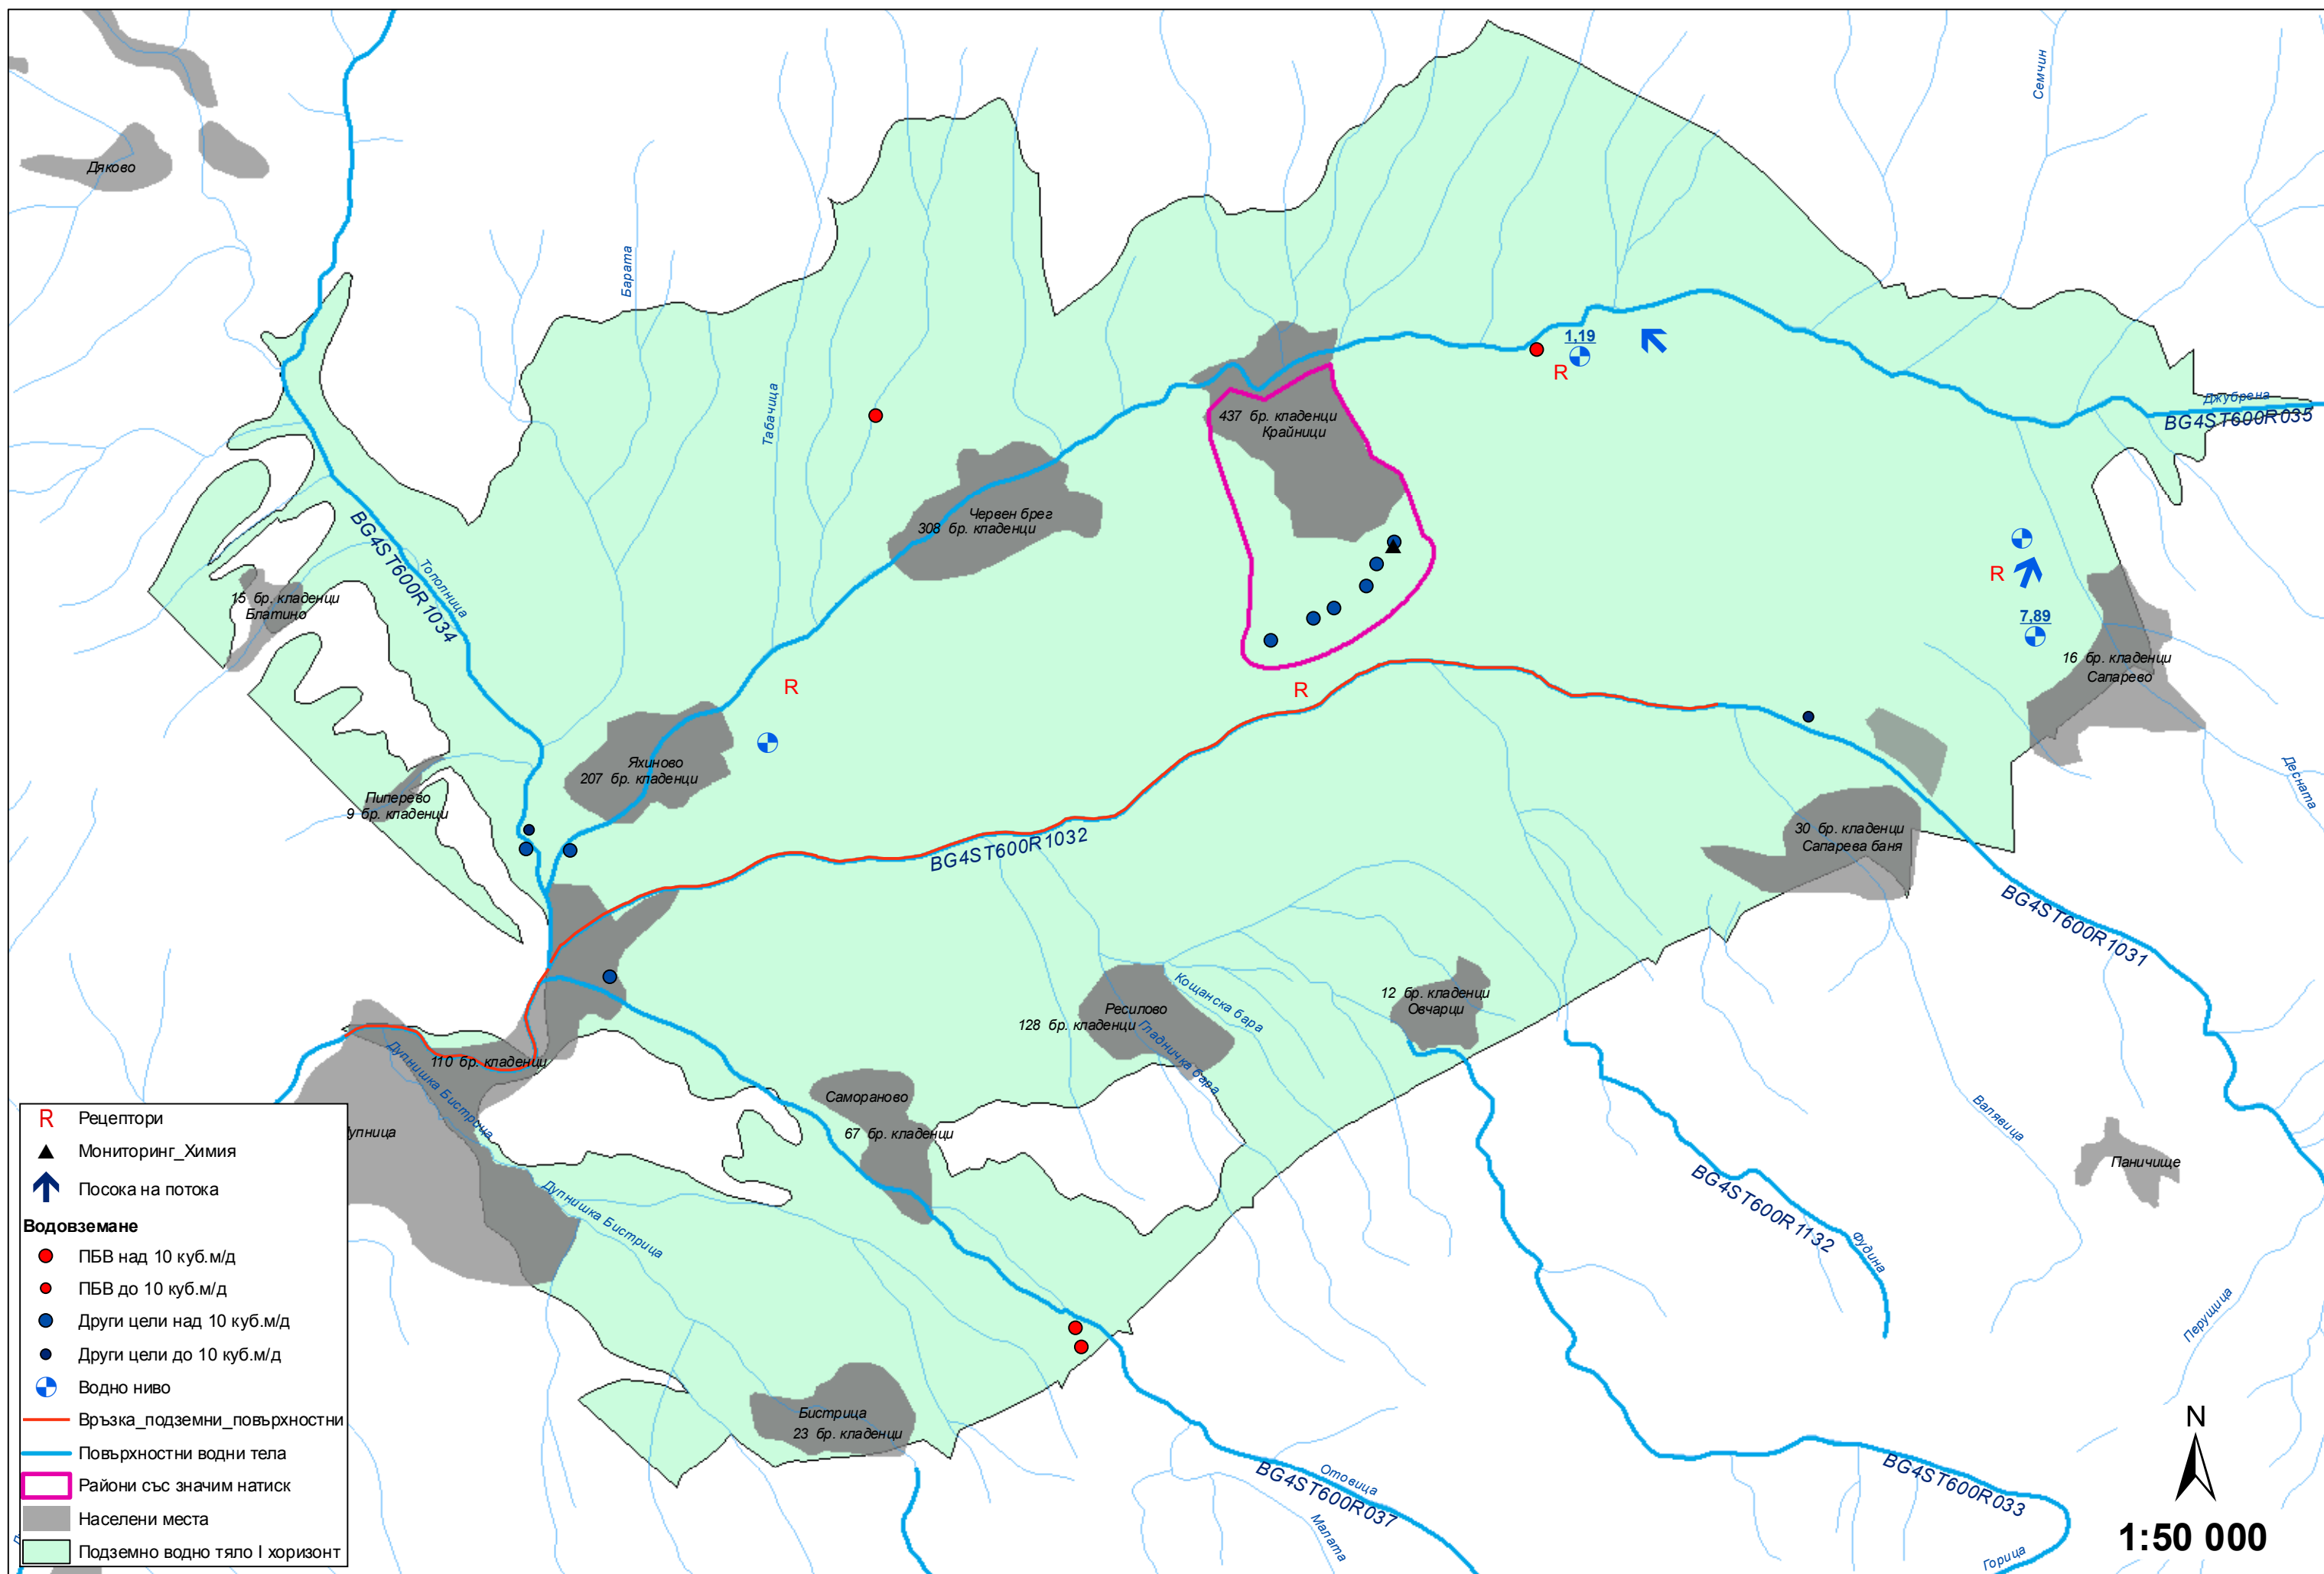 Семчин
Дяково
Барата
1,19
R
Табачица
Джубрена
BG4ST600R035
437 бр. кладенци
Крайници
Червен брег
308 бр. кладенци
BG4ST600R1034
Тополница
15 бр. кладенци
Блатино
R
7,89
16 бр. кладенци
Сапарево
R
R
Яхиново
207 бр. кладенци
Пиперево
9 бр. кладенци
Десната
BG4ST600R1032
30 бр. кладенци
Сапарева баня
BG4ST600R1031
Кощанска бара
Ресилово
128 бр. кладенци
Гладничка бара
12 бр. кладенци
Овчарци
110 бр. кладенци
Дупнишка Бистрица
Самораново
67 бр. кладенци
Валявица
Паничище
BG4ST600R1132
Фудина
Дупнишка Бистрица
Перущица
Бистрица
23 бр. кладенци
BG4ST600R037
Отовица
Малата
BG4ST600R033
Горица
R Рецептори
Мониторинг_Химия
Посока на потока
Водовземане
ПБВ над 10 куб.м/д
ПБВ до 10 куб.м/д
Други цели над 10 куб.м/д
Други цели до 10 куб.м/д
Водно ниво
Връзка_подземни_повърхностни
Повърхностни водни тела
Райони със значим натиск
Населени места
Подземно водно тяло I хоризонт
N
1:50 000